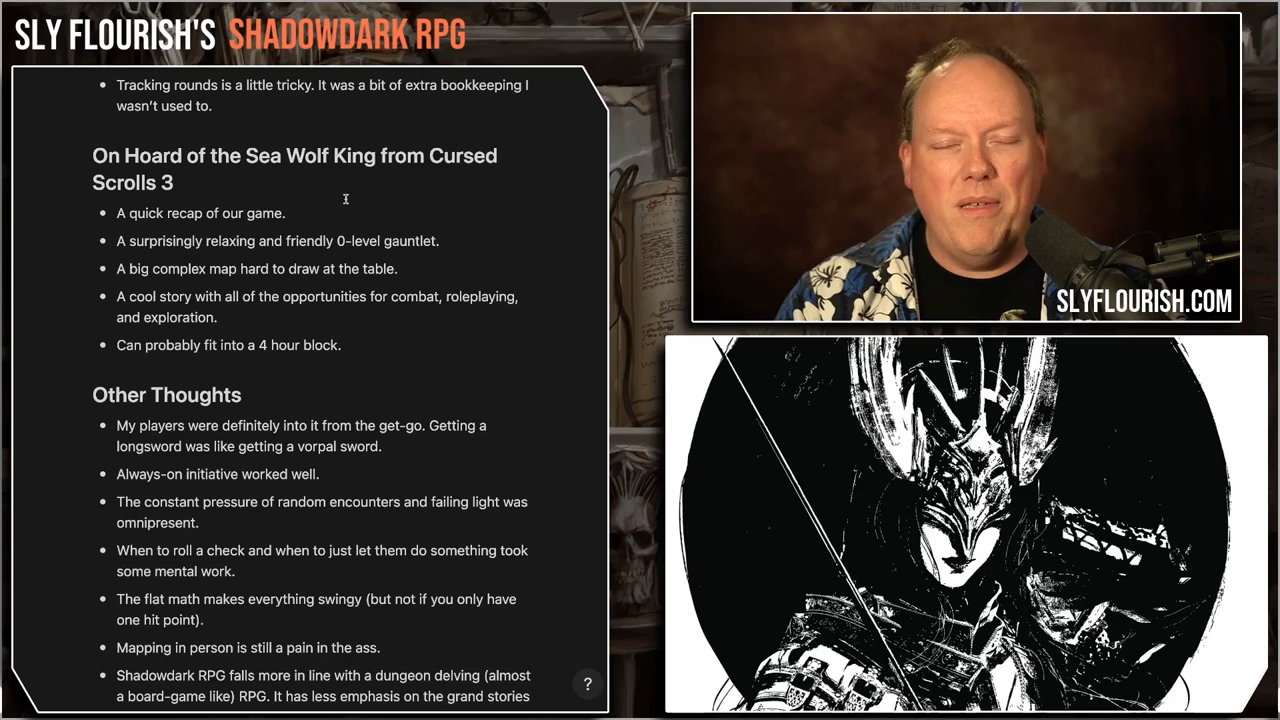 SLY FLOURISH'S SHADOWDARK RPG
• Tracking rounds is a little tricky. It was a bit of extra bookkeeping I
wasn’t used to.
On Hoard of the Sea Wolf King from Cursed
Scrolls 3
• A quick recap of our game.
• A surprisingly relaxing and friendly 0-level gauntlet.
• A big complex map hard to draw at the table.
• A cool story with all of the opportunities for combat, roleplaying,
and exploration.
• Can probably fit into a 4 hour block.
Other Thoughts
• My players were definitely into it from the get-go. Getting a
longsword was like getting a vorpal sword.
• Always-on initiative worked well.
• The constant pressure of random encounters and failing light was
omnipresent.
• When to roll a check and when to just let them do something took
some mental work.
• The flat math makes everything swingy (but not if you only have
one hit point).
• Mapping in person is still a pain in the ass.
• Shadowdark RPG falls more in line with a dungeon delving (almost
a board-game like) RPG. It has less emphasis on the grand stories
?
SLYFLOURISH.COM